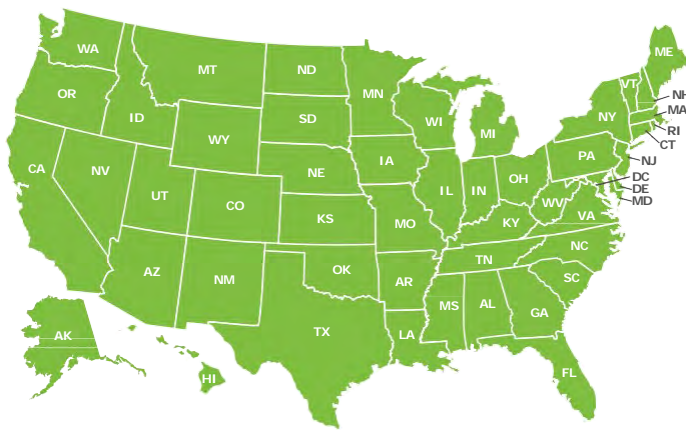 WA
ME
MT
ND
VT
MN
OR
NH
MA
ID
SD
WI
NY
MI
RI
WY
CT
IA
PA
NJ
CA
NV
NE
OH
DC
UT
IL
IN
DE
CO
WV
MD
KS
MO
KY
VA
NC
TN
AZ
OK
NM
AR
SC
MS
AL
GA
TX
AK
LA
FL
HI